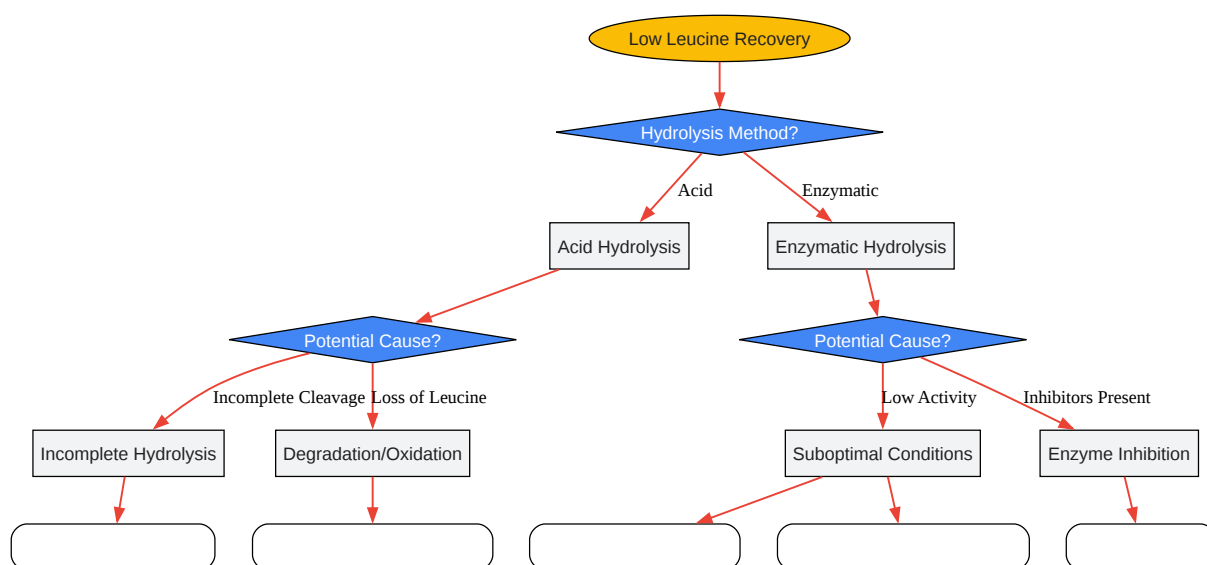 Low Leucine Recovery
Hydrolysis Method?
Acid
Enzymatic
Acid Hydrolysis
Enzymatic Hydrolysis
Potential Cause?
Potential Cause?
Incomplete Cleavage
Loss of Leucine
Low Activity
Inhibitors Present
Incomplete Hydrolysis
Degradation/Oxidation
Suboptimal Conditions
Enzyme Inhibition